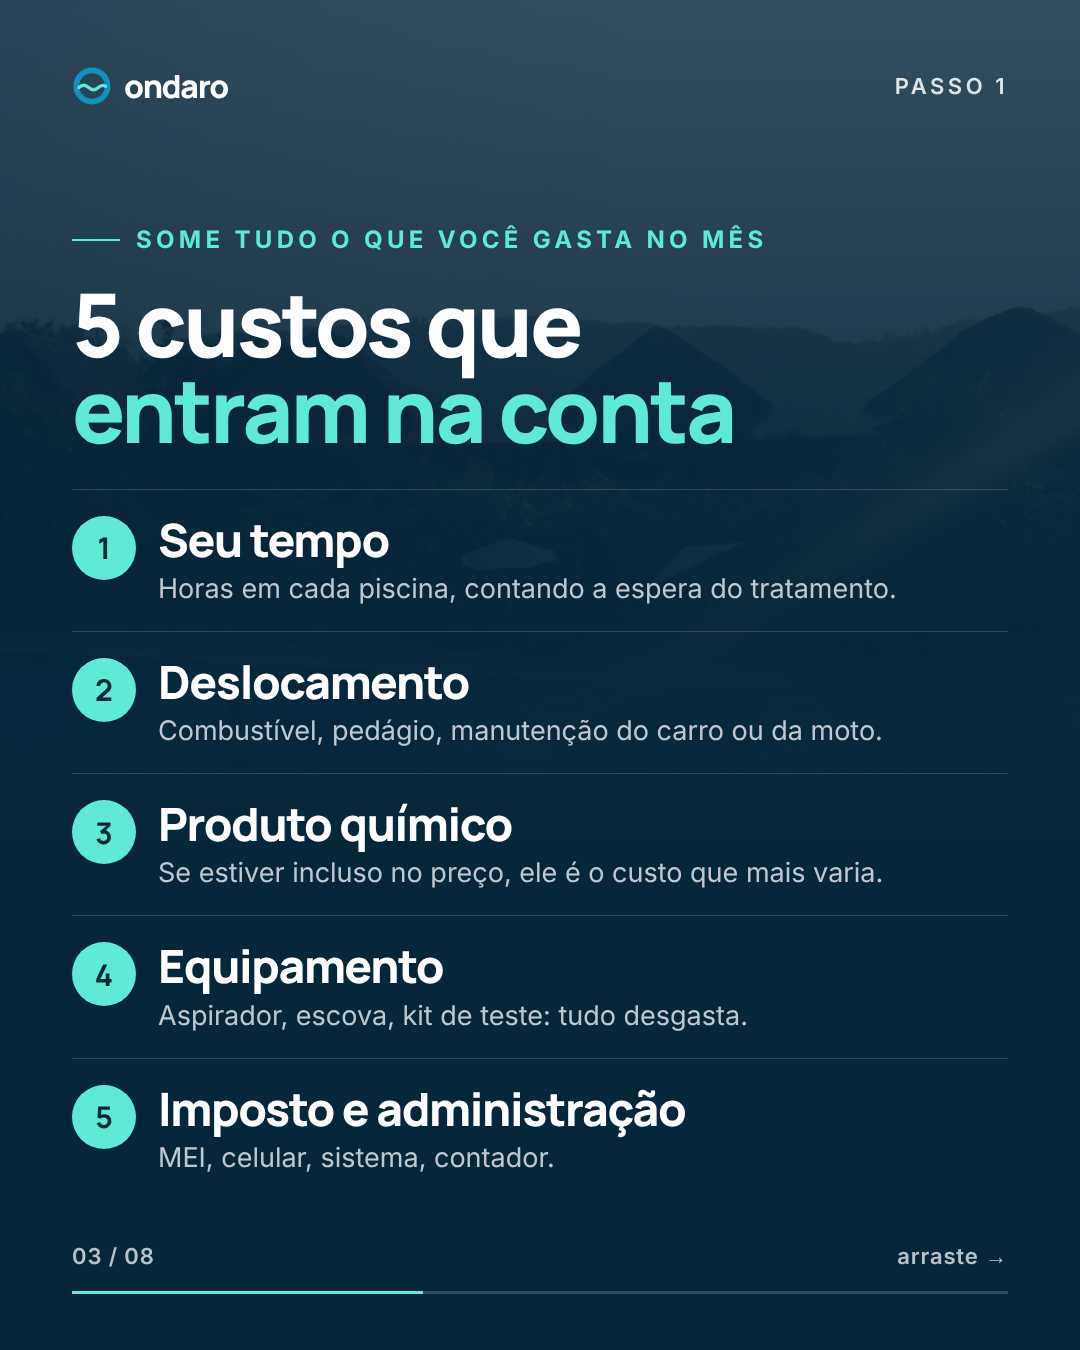 ondaro
PASSO 1
SOME TUDO O QUE VOCÊ GASTA NO MÊS
5 custos que
entram na conta
1
Seu tempo
Horas em cada piscina, contando a espera do tratamento.
2
Deslocamento
Combustível, pedágio, manutenção do carro ou da moto.
3
Produto químico
Se estiver incluso no preço, ele é o custo que mais varia.
4
Equipamento
Aspirador, escova, kit de teste: tudo desgasta.
5
Imposto e administração
MEI, celular, sistema, contador.
03 / 08
arraste →